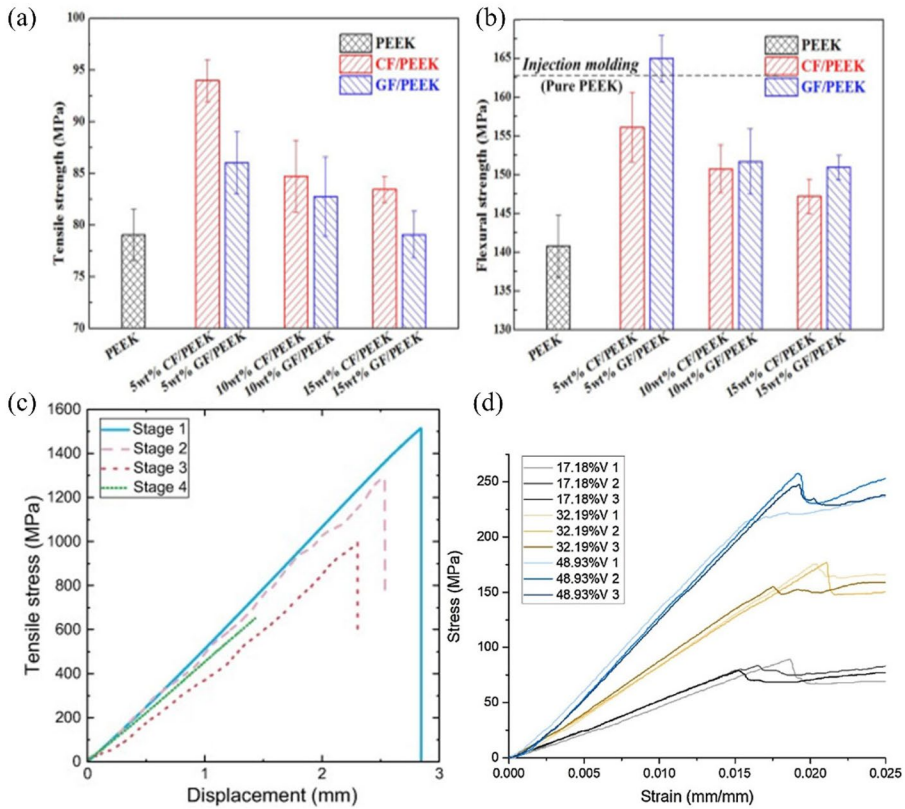 (a)
100
95
90
85
80
75
70
Tensile strength (MPa)
PEEK
CF/PEEK
GF/PEEK
PEEK
5wt% CF/PEEK
5wt% GF/PEEK
10wt% CF/PEEK
10wt% GF/PEEK
15wt% CF/PEEK
15wt% GF/PEEK
(b)
170
165
160
155
150
145
140
135
130
Flexural strength (MPa)
Injection molding
(Pure PEEK)
PEEK
CF/PEEK
GF/PEEK
PEEK
5wt% CF/PEEK
5wt% GF/PEEK
10wt% CF/PEEK
10wt% GF/PEEK
15wt% CF/PEEK
15wt% GF/PEEK
(c)
1600
1400
1200
1000
800
600
400
200
0
Tensile stress (MPa)
Stage 1
Stage 2
Stage 3
Stage 4
0 1 2 3
Displacement (mm)
(d)
250
200
150
100
50
0
Stress (MPa)
17.18%V 1
17.18%V 2
17.18%V 3
32.19%V 1
32.19%V 2
32.19%V 3
48.93%V 1
48.93%V 2
48.93%V 3
0.000 0.005 0.010 0.015 0.020 0.025
Strain (mm/mm)